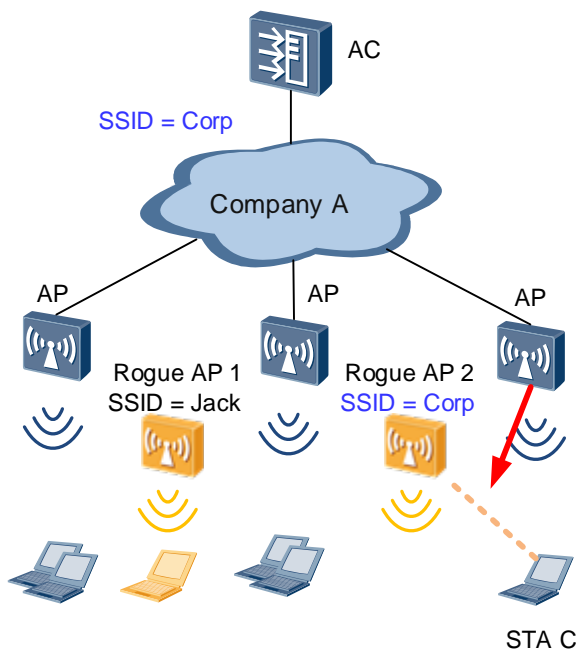 AC
SSID = Corp
Company A
AP
AP
AP
Rogue AP 1
SSID = Jack
Rogue AP 2
SSID = Corp
STA C